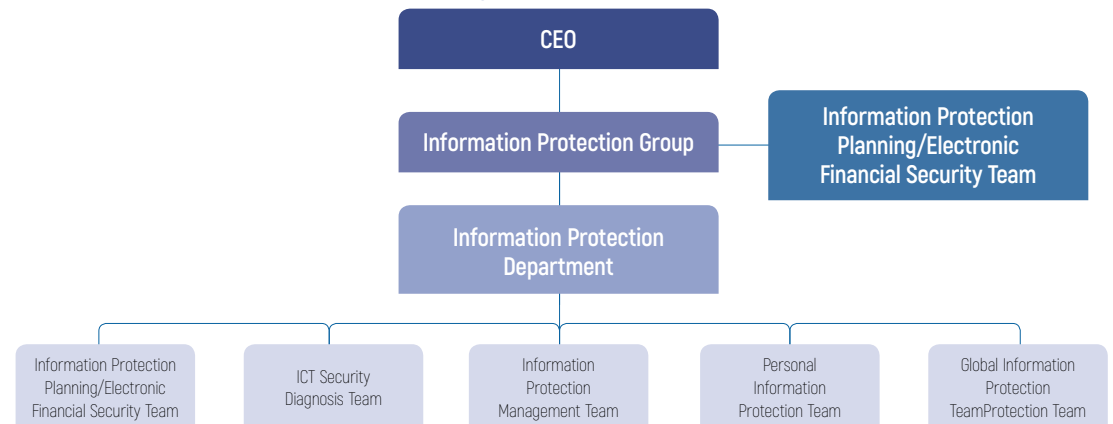 CEO
Information Protection Group
Information Protection
Planning/Electronic
Financial Security Team
Information Protection
Department
Information Protection
Planning/Electronic
Financial Security Team
ICT Security
Diagnosis Team
Information
Protection
Management Team
Personal
Information
Protection Team
Global Information
Protection
TeamProtection Team